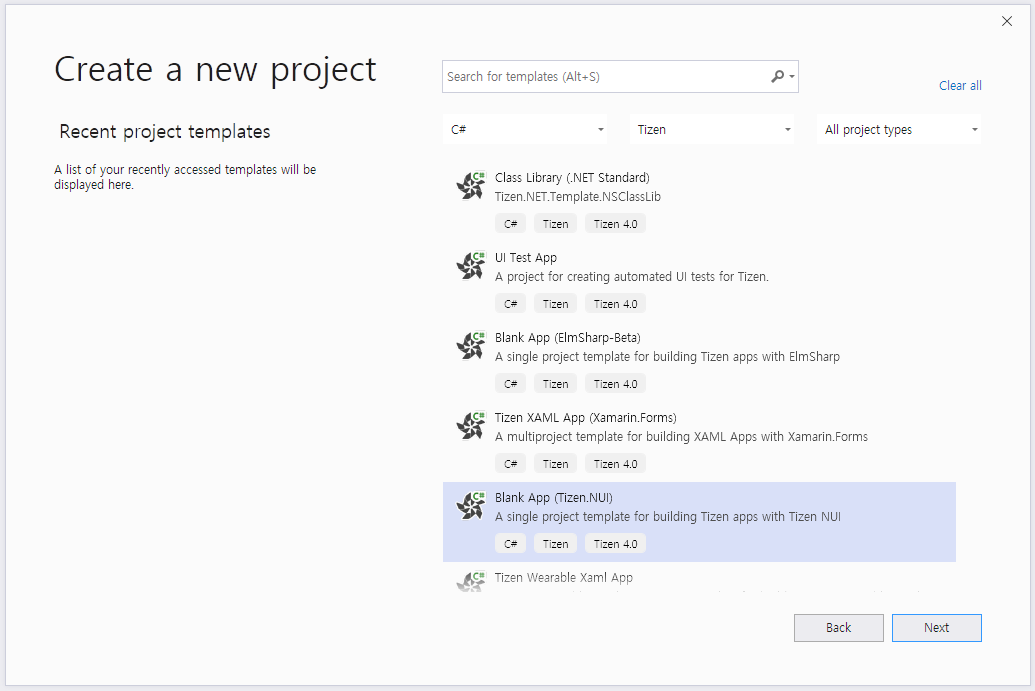 Create a new project
Search for templates (Alt+S)
Clear all
Recent project templates
A list of your recently accessed templates will be
displayed here.
C#
Tizen
All project types
C#
Class Library (.NET Standard)
Tizen.NET.Template.NSClassLib
C# Tizen Tizen 4.0
C#
UI Test App
A project for creating automated UI tests for Tizen.
C# Tizen Tizen 4.0
C#
Blank App (ElmSharp-Beta)
A single project template for building Tizen apps with ElmSharp
C# Tizen Tizen 4.0
C#
Tizen XAML App (Xamarin.Forms)
A multiproject template for building XAML Apps with Xamarin.Forms
C# Tizen Tizen 4.0
C#
Blank App (Tizen.NUI)
A single project template for building Tizen apps with Tizen NUI
C# Tizen Tizen 4.0
C#
Tizen Wearable Xaml App
Back
Next